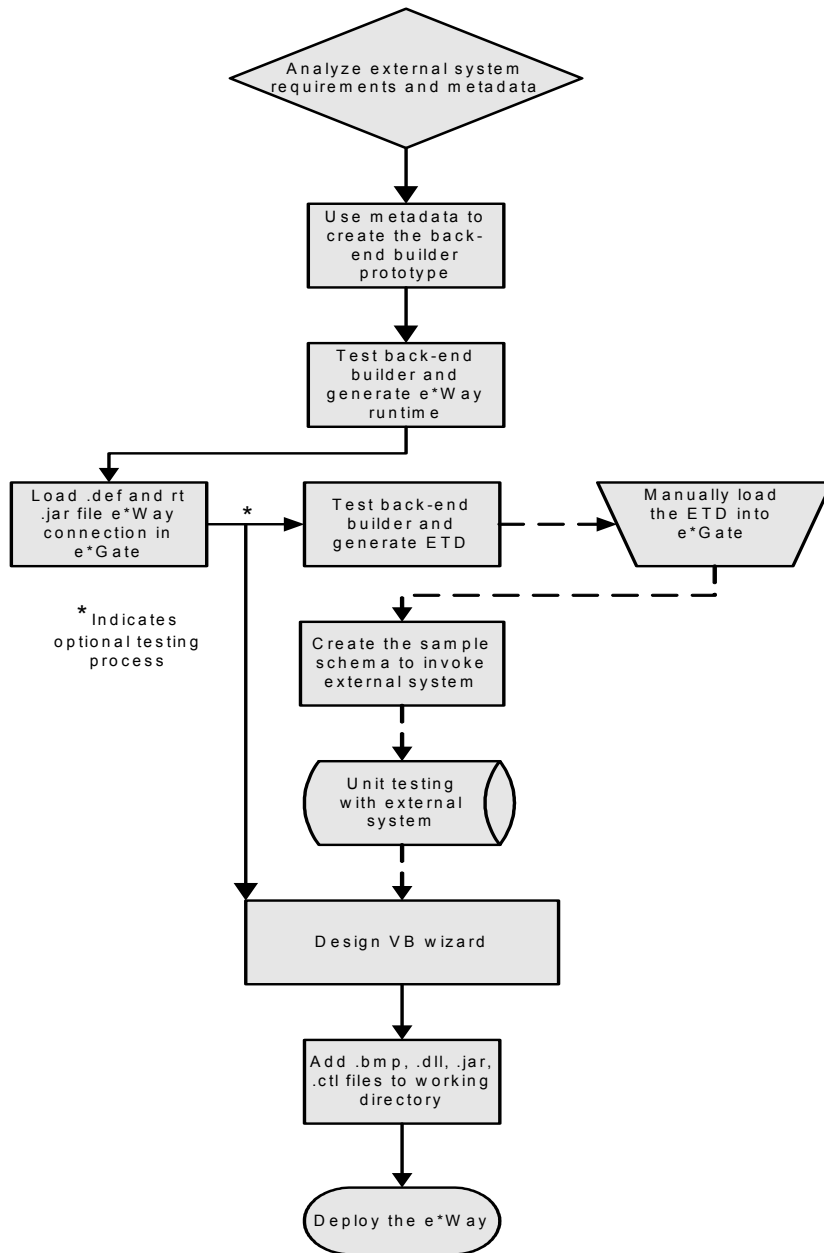 Analyze external system
requirements and metadata
Use metadata to
create the back-
end builder
prototype
Test back-end
builder and
generate e*Way
runtime
Load .def and rt
.jar file e*Way
connection in
e*Gate
*
Test back-end
builder and
generate ETD
Manually load
the ETD into
e*Gate
*Indicates
optional testing
process
Create the sample
schema to invoke
external system
Unit testing
with external
system
Design VB wizard
Add .bmp, .dll, .jar,
.ctl files to working
directory
Deploy the e*Way